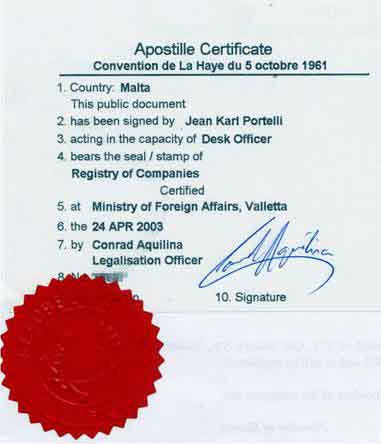 Apostille Certificate
Convention de La Haye du 5 octobre 1961
1. Country: Malta
This public document
2. has been signed by Jean Karl Portelli
3. acting in the capacity of Desk Officer
4. bears the seal / stamp of
Registry of Companies
Certified
5. at Ministry of Foreign Affairs, Valletta
6. the 24 APR 2003
7. by Conrad Aquilina
Legalisation Officer
8. N
10. Signature